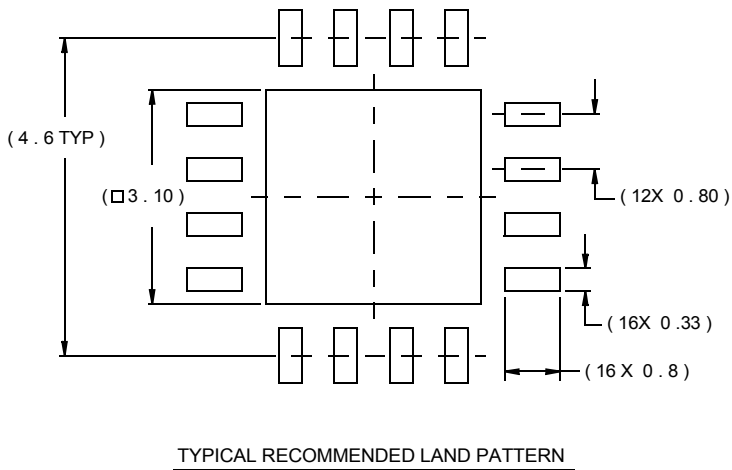 ( 4 . 6 TYP )
( □ 3 . 10 )
( 12X 0 . 80 )
( 16X 0 .33 )
( 16 X 0 . 8 )
TYPICAL RECOMMENDED LAND PATTERN